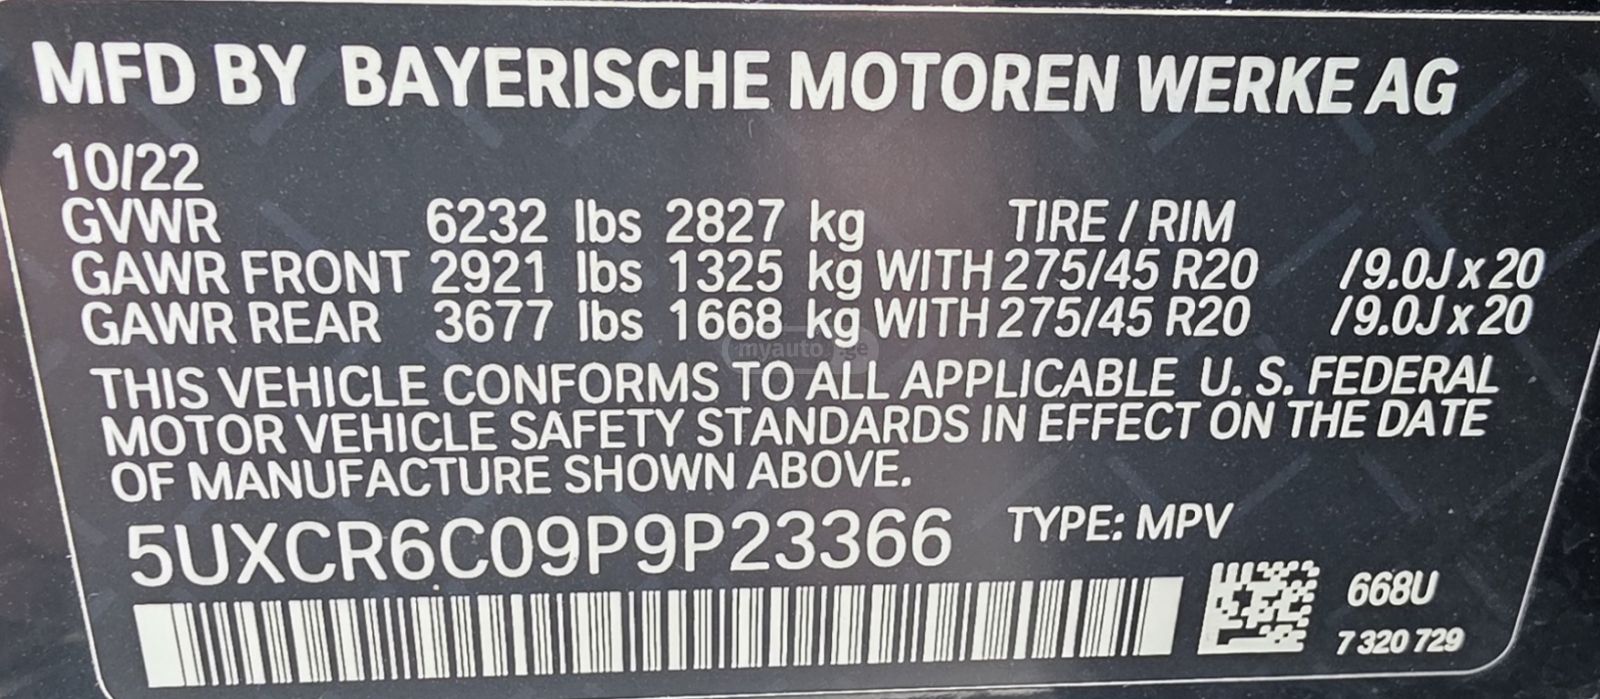 MFD BY BAYERISCHE MOTOREN WERKE AG
10/22
GVWR 6232 lbs 2827 kg TIRE / RIM
GAWR FRONT 2921 lbs 1325 kg WITH 275/45 R20 /9.0J x 20
GAWR REAR 3677 lbs 1668 kg WITH 275/45 R20 /9.0J x 20
myauto.ge
THIS VEHICLE CONFORMS TO ALL APPLICABLE U. S. FEDERAL
MOTOR VEHICLE SAFETY STANDARDS IN EFFECT ON THE DATE
OF MANUFACTURE SHOWN ABOVE.
5UXCR6C09P9P23366 TYPE: MPV
668U
7 320 729